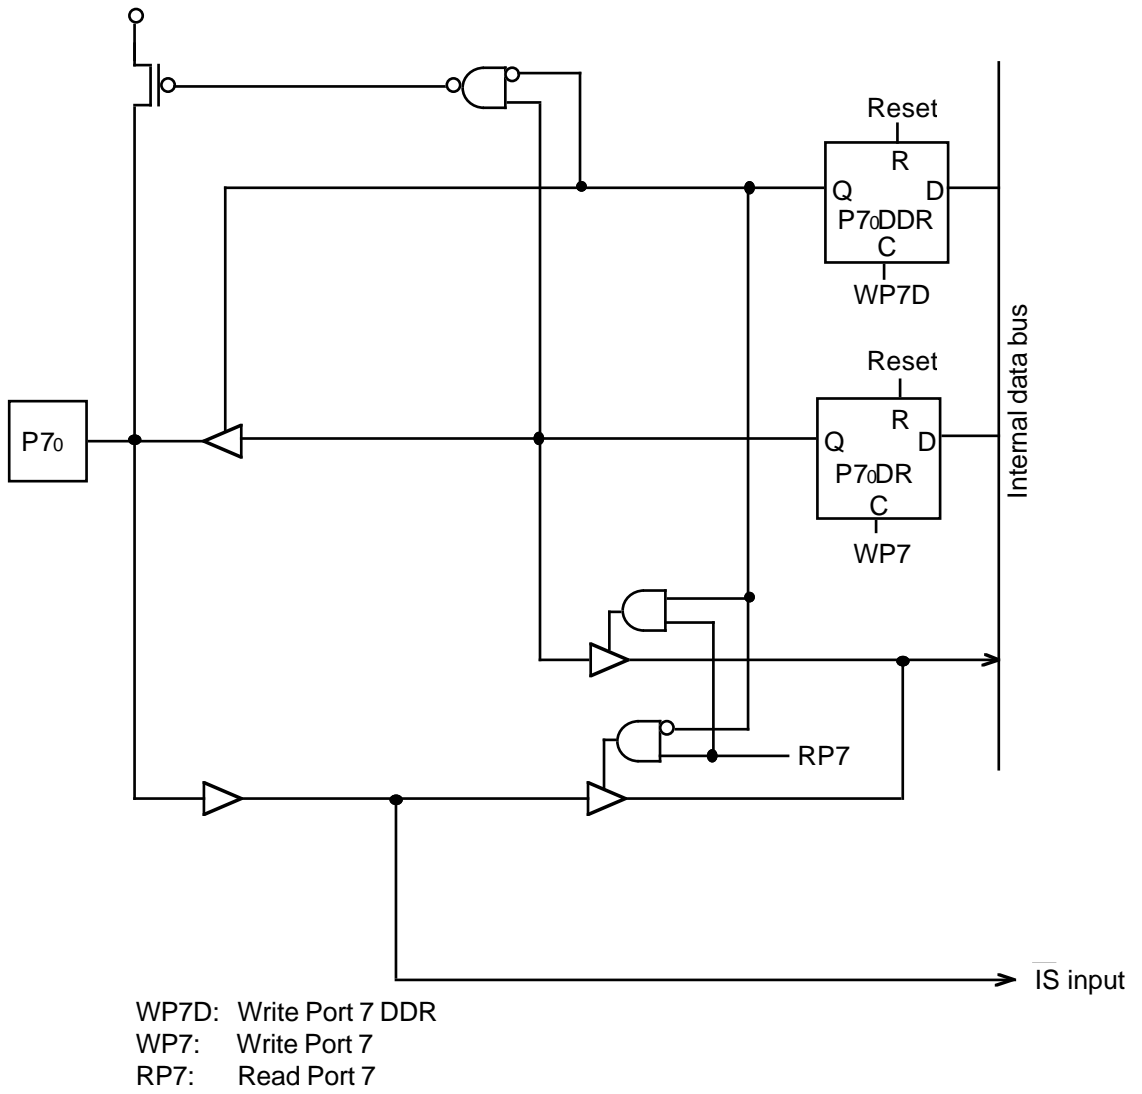 Reset
R
Q
D
P7₀DDR
C
WP7D
Internal data bus
Reset
R
P7₀
Q
D
P7₀DR
C
WP7
RP7
I̅S̅ input
WP7D: Write Port 7 DDR
WP7: Write Port 7
RP7: Read Port 7